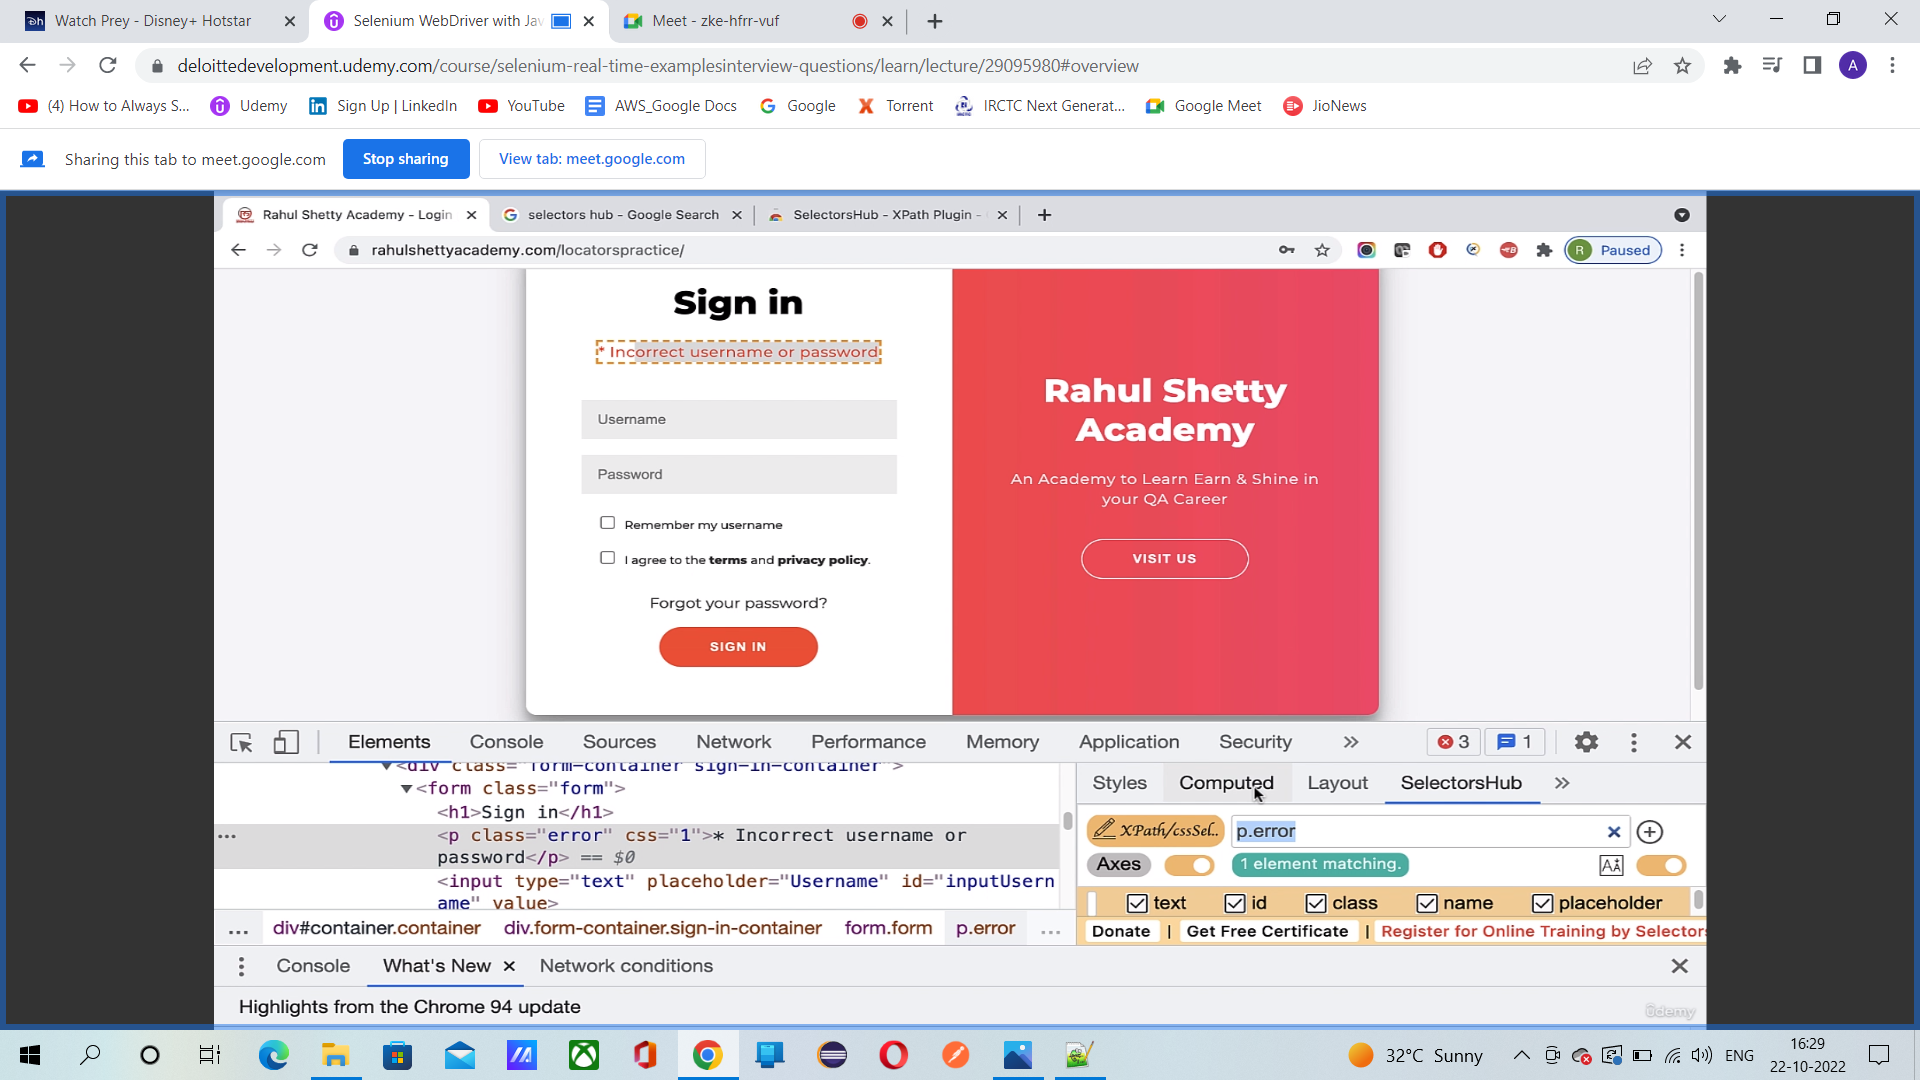 Watch Prey - Disney+ Hotstar
Selenium WebDriver with Jav
Meet - zke-hfrr-vuf
deloittedevelopment.udemy.com/course/selenium-real-time-examplesinterview-questions/learn/lecture/29095980#overview
A
(4) How to Always S...
Udemy
Sign Up | LinkedIn
YouTube
AWS_Google Docs
Google
Torrent
IRCTC Next Generat...
Google Meet
JioNews
Sharing this tab to meet.google.com
Stop sharing
View tab: meet.google.com
Rahul Shetty Academy - Login
selectors hub - Google Search
SelectorsHub - XPath Plugin -
rahulshettyacademy.com/locatorspractice/
R Paused
Sign in
* Incorrect username or password
Username
Password
Remember my username
I agree to the terms and privacy policy.
Forgot your password?
SIGN IN
Rahul Shetty
Academy
An Academy to Learn Earn & Shine in
your QA Career
VISIT US
Elements
Console
Sources
Network
Performance
Memory
Application
Security
3
1
<div class="form-container sign-in-container">
<form class="form">
<h1>Sign in</h1>
<p class="error" css="1">* Incorrect username or
password</p> == $0
<input type="text" placeholder="Username" id="inputUsern
ame" value>
... div#container.container div.form-container.sign-in-container form.form p.error ...
Styles
Computed
Layout
SelectorsHub
XPath/cssSel..
p.error
Axes
1 element matching.
text
id
class
name
placeholder
Donate | Get Free Certificate | Register for Online Training by Selectors
Console
What's New
Network conditions
Highlights from the Chrome 94 update
ûdemy
32°C Sunny
ENG
16:29
22-10-2022